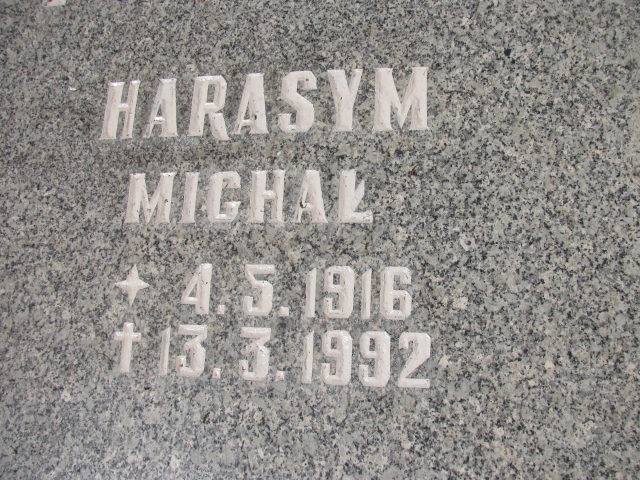 HARASYM
MICHAŁ
4.5.1916
† 13.3.1992